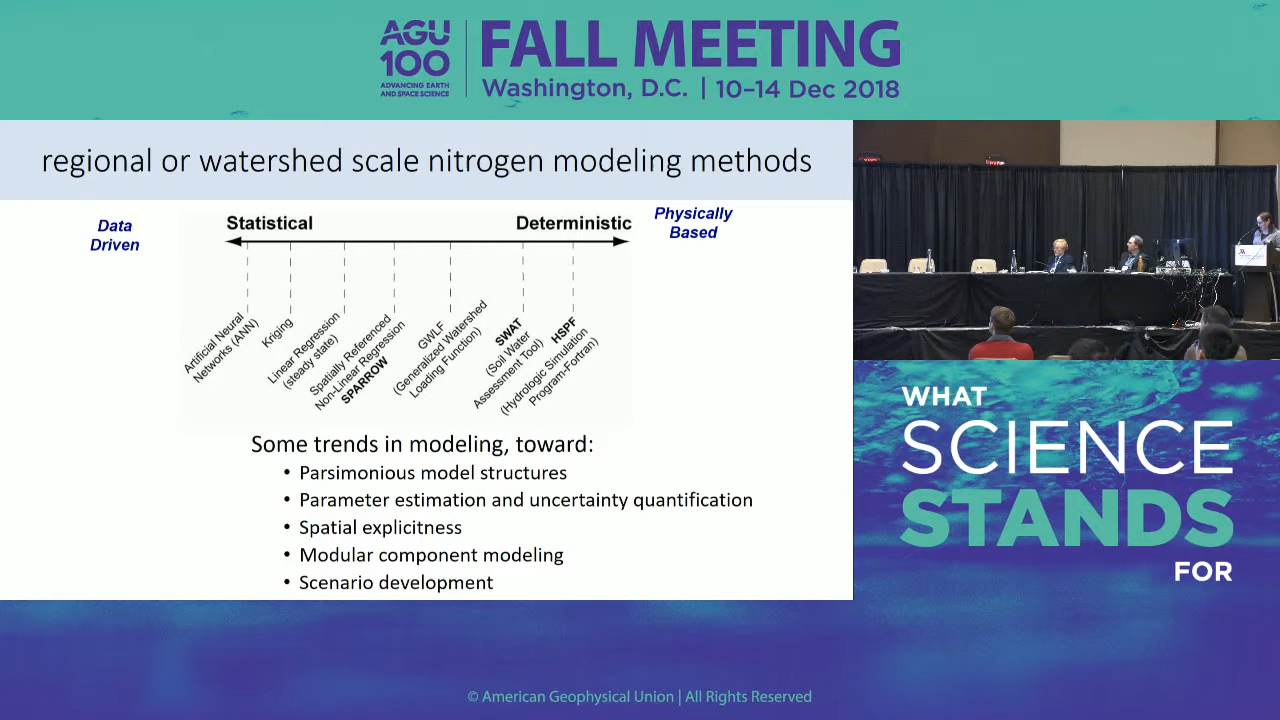 AGU
100
ADVANCING EARTH
AND SPACE SCIENCE
FALL MEETING
Washington, D.C. | 10–14 Dec 2018
regional or watershed scale nitrogen modeling methods
Data
Driven
Statistical
Deterministic
Physically
Based
Artificial Neural
Networks (ANN)
Kriging
Linear Regression
(steady state)
Spatially Referenced
Non-Linear Regression
SPARROW
GWLF
(Generalized Watershed
Loading Function)
SWAT
(Soil Water
Assessment Tool)
HSPF
(Hydrologic Simulation
Program-Fortran)
Some trends in modeling, toward:
• Parsimonious model structures
• Parameter estimation and uncertainty quantification
• Spatial explicitness
• Modular component modeling
• Scenario development
WHAT
SCIENCE
STANDS
FOR
© American Geophysical Union | All Rights Reserved